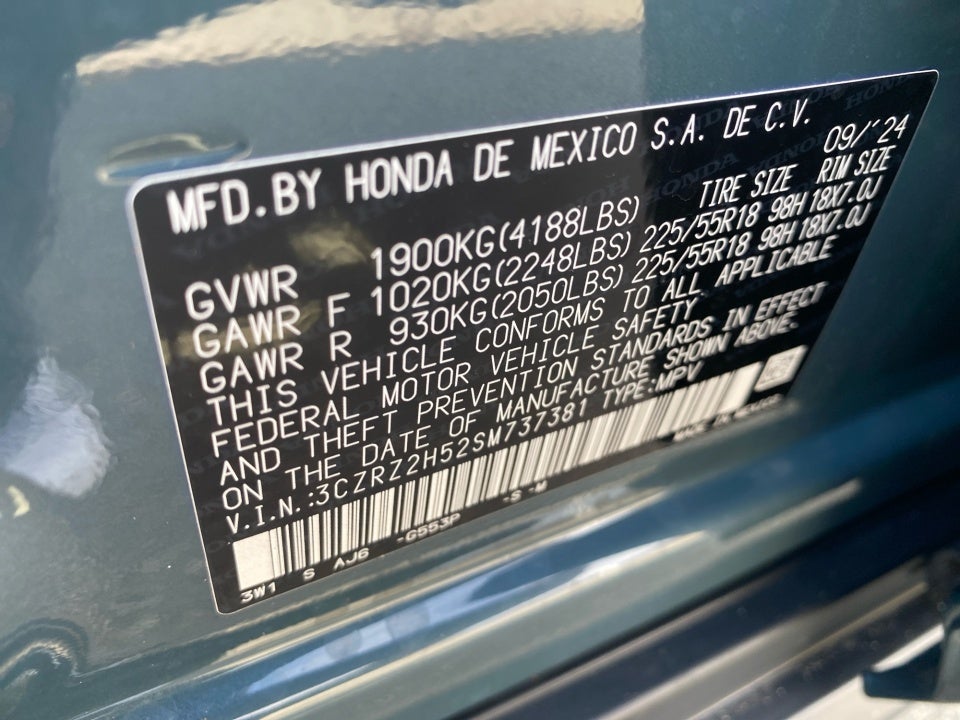 MFD.BY HONDA DE MEXICO S.A. DE C.V.
09/'24
TIRE SIZE RIM SIZE
GVWR 1900KG(4188LBS)
GAWR F 1020KG(2248LBS) 225/55R18 98H 18X7.0J
GAWR R 930KG(2050LBS) 225/55R18 98H 18X7.0J
THIS VEHICLE CONFORMS TO ALL APPLICABLE
FEDERAL MOTOR VEHICLE SAFETY
AND THEFT PREVENTION STANDARDS IN EFFECT
ON THE DATE OF MANUFACTURE SHOWN ABOVE.
V.I.N.:3CZRZ2H52SM737381 TYPE:MPV
MADE IN MEXICO
3W1 S AJ6 -G553P -S -M